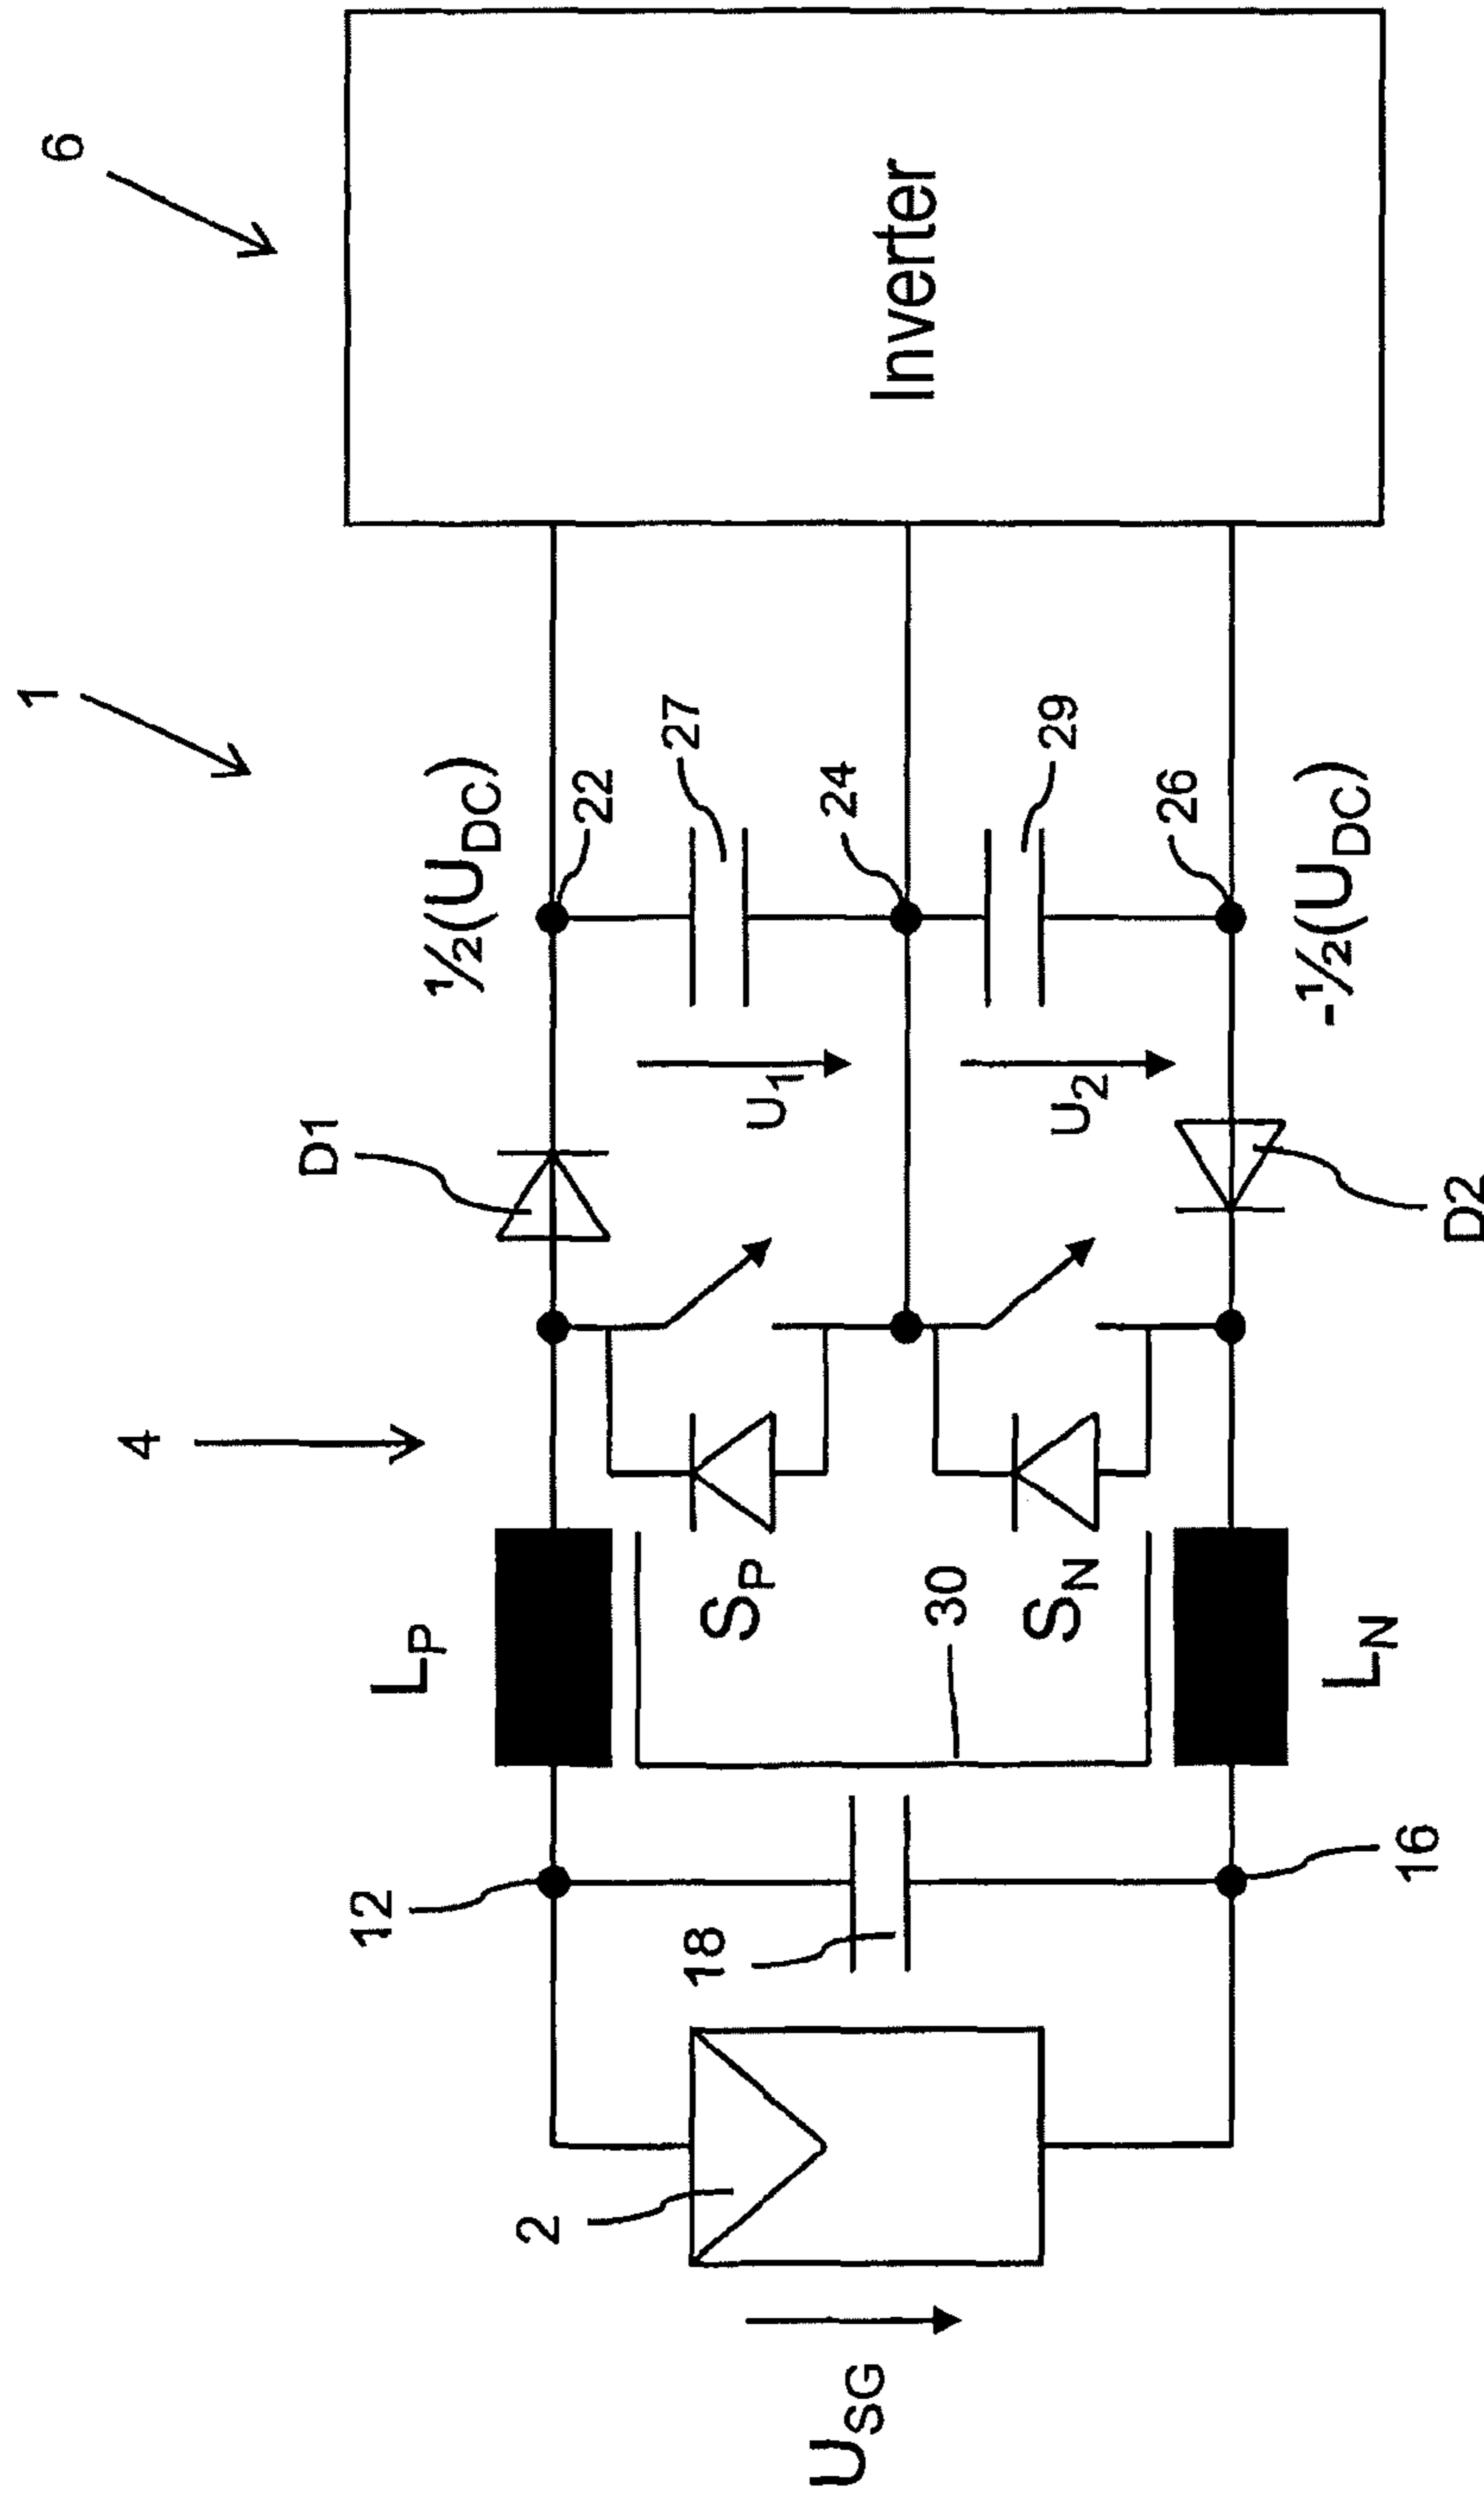 6
1
Inverter
½(U_DC)
22
27
24
29
26
-½(U_DC)
D1
U_1
U_2
D2
4
L_P
S_P
30
S_N
L_N
12
18
16
2
U_SG